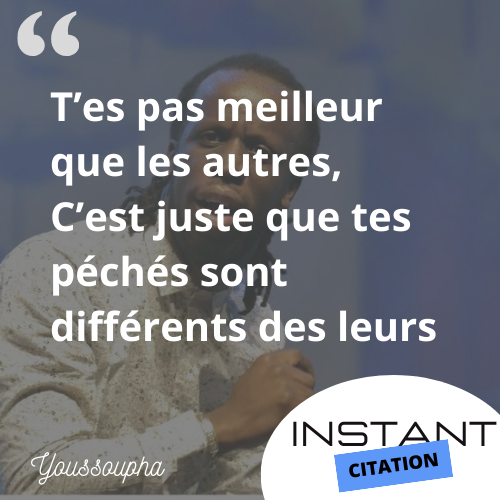 “
T’es pas meilleur
que les autres,
C’est juste que tes
péchés sont
différents des leurs
Youssoupha
INSTANT
CITATION